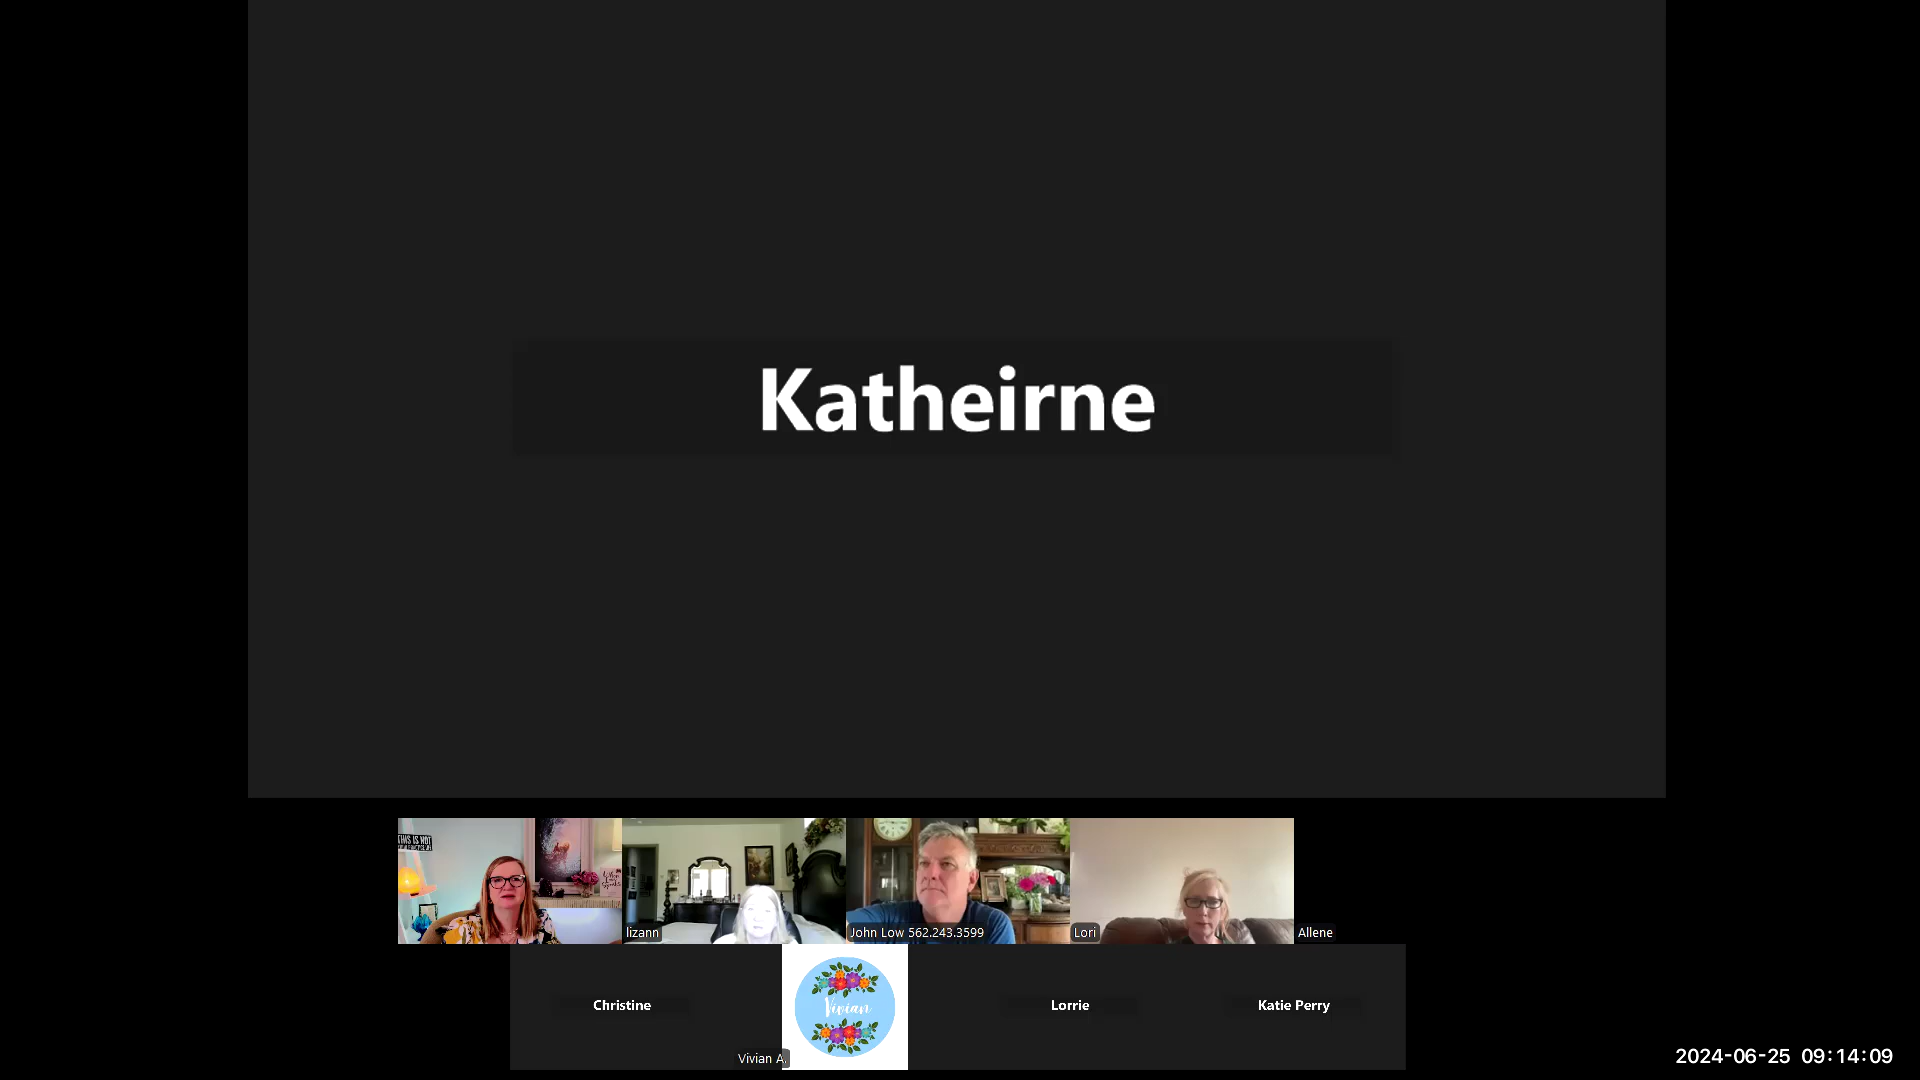 Katheirne
THIS IS NOT
lizann
John Low 562.243.3599
Lori
Allene
Christine
Vivian
Vivian A.
Lorrie
Katie Perry
2024-06-25 09:14:09